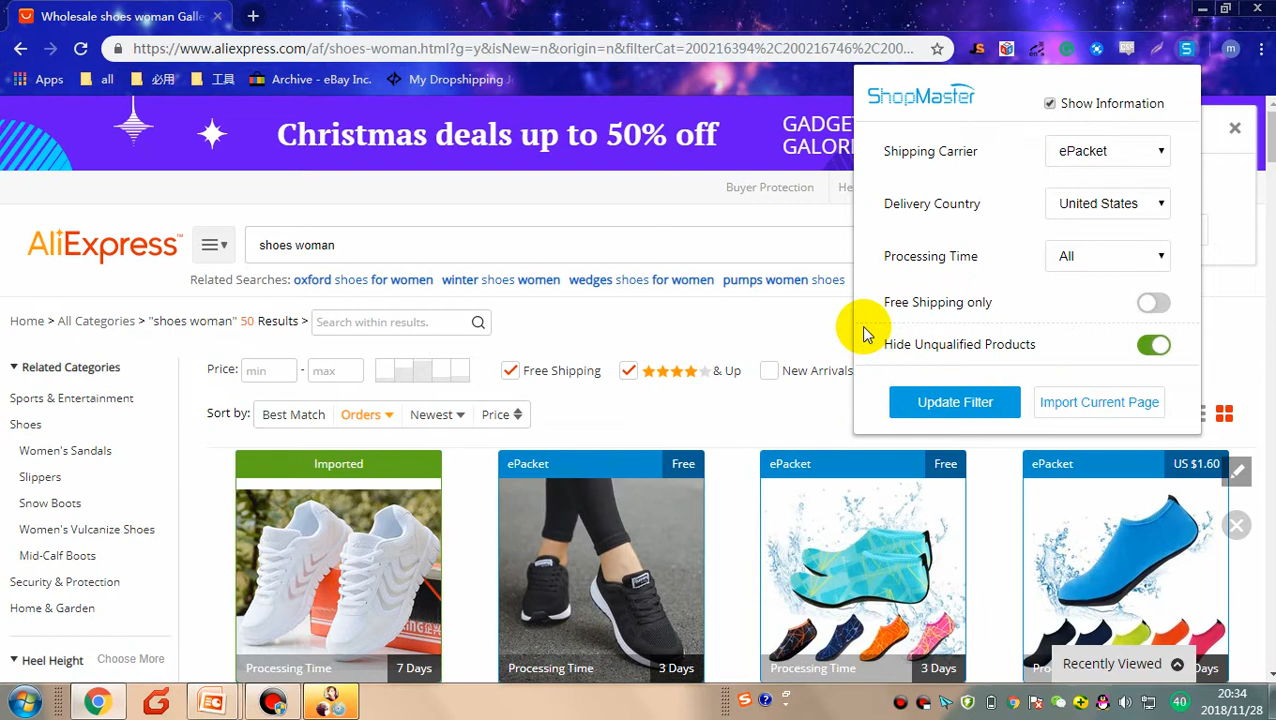 Wholesale shoes woman Galle
https://www.aliexpress.com/af/shoes-woman.html?g=y&isNew=n&origin=n&filterCat=200216394%2C200216746%2C200...
m
Apps
all
必用
工具
Archive - eBay Inc.
My Dropshipping
Christmas deals up to 50% off
GADGE
GALOR
ShopMaster
Show Information
Shipping Carrier
ePacket
Delivery Country
United States
Processing Time
All
Free Shipping only
Hide Unqualified Products
Update Filter
Import Current Page
Buyer Protection
He
AliExpress
shoes woman
Related Searches: oxford shoes for women winter shoes women wedges shoes for women pumps women shoes
Home > All Categories > "shoes woman" 50 Results >
Search within results.
Related Categories
Sports & Entertainment
Shoes
Women's Sandals
Slippers
Snow Boots
Women's Vulcanize Shoes
Mid-Calf Boots
Security & Protection
Home & Garden
Heel Height
Choose More
Price: min - max
Free Shipping
& Up
New Arrivals
Sort by:
Best Match
Orders
Newest
Price
Imported
Processing Time
7 Days
ePacket
Free
Processing Time
3 Days
ePacket
Free
Processing Time
3 Days
ePacket
US $1.60
Days
Recently Viewed
40
20:34
2018/11/28